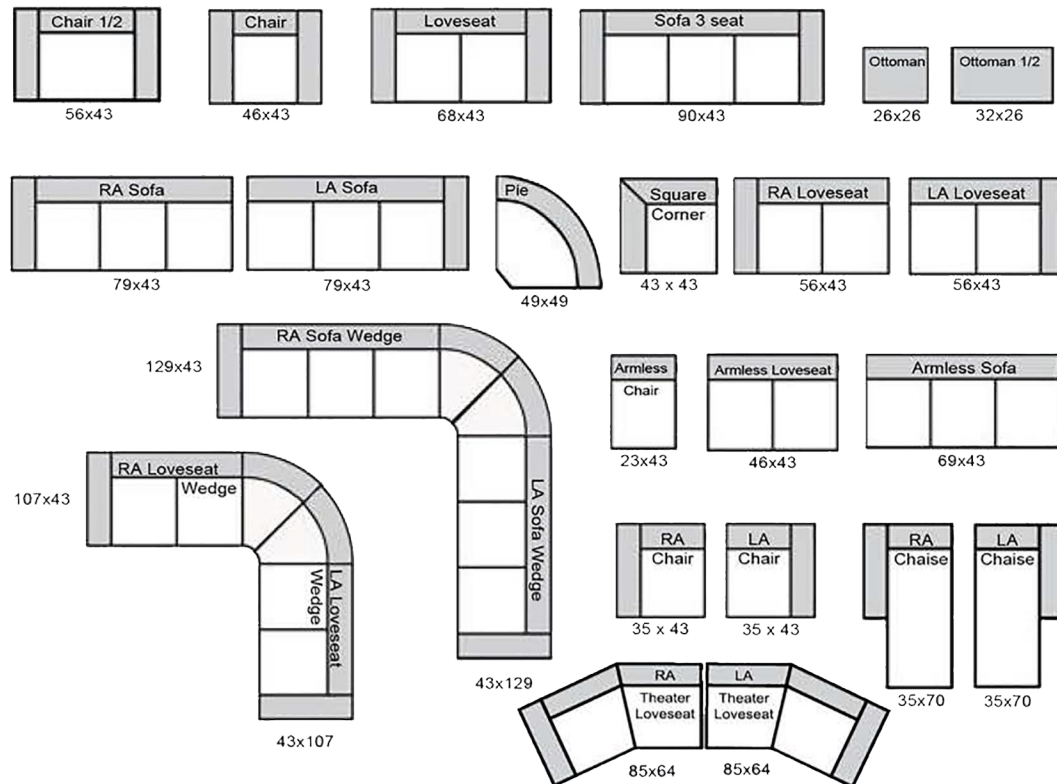 Chair 1/2
Chair
Loveseat
Sofa 3 seat
Ottoman
Ottoman 1/2
56x43
46x43
68x43
90x43
26x26
32x26
RA Sofa
LA Sofa
Pie
Square
Corner
RA Loveseat
LA Loveseat
79x43
79x43
49x49
43 x 43
56x43
56x43
RA Sofa Wedge
129x43
LA Sofa Wedge
43x129
Armless
Chair
Armless Loveseat
Armless Sofa
23x43
46x43
69x43
RA Loveseat
Wedge
107x43
LA Loveseat
Wedge
43x107
RA
Chair
LA
Chair
RA
Chaise
LA
Chaise
35 x 43
35 x 43
35x70
35x70
RA
Theater
Loveseat
LA
Theater
Loveseat
85x64
85x64